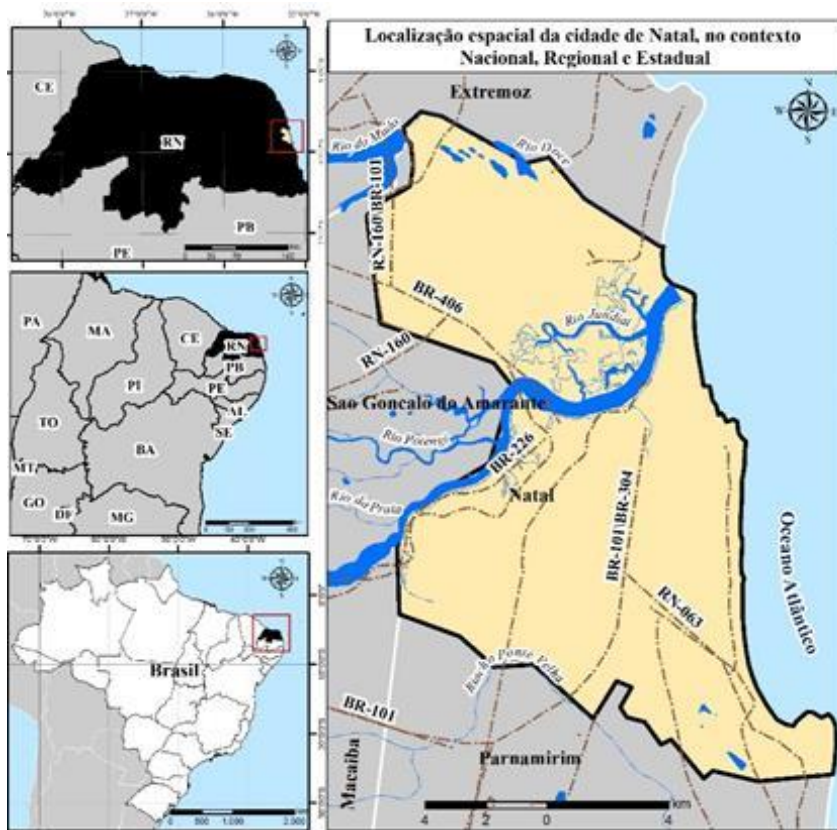 CE
RN
PB
PE
PA
MA
CE
RN
PB
PI
PE
AL
SE
TO
BA
MT
GO
DF
MG
Brasil
0
1.000
2.000
Localização espacial da cidade de Natal, no contexto
Nacional, Regional e Estadual
N
W
E
S
Extremoz
Rio do Mudo
Rio Doce
RN-160\BR-101
BR-406
Rio Jundiaí
RN-160
Sao Goncalo do Amarante
Rio Potengi
BR-226
Rio da Prata
Natal
BR-101\BR-304
Oceano Atlântico
RN-063
Riacho Ponte Velha
BR-101
Macaiba
Parnamirim
4
2
0
4
km